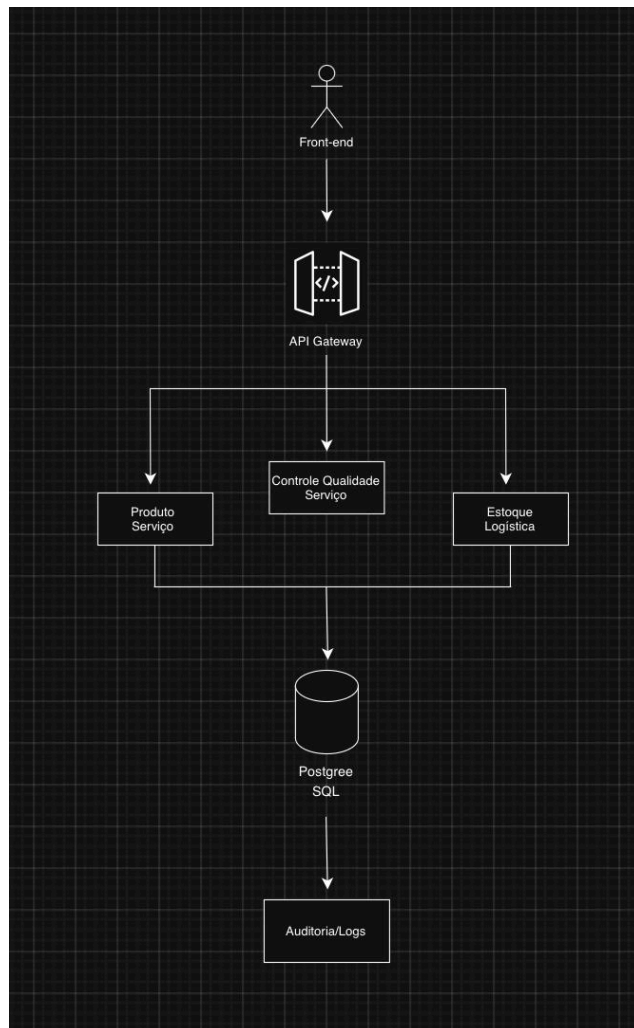 Front-end
</>
API Gateway
Controle Qualidade
Serviço
Produto
Serviço
Estoque
Logística
Postgree
SQL
Auditoria/Logs